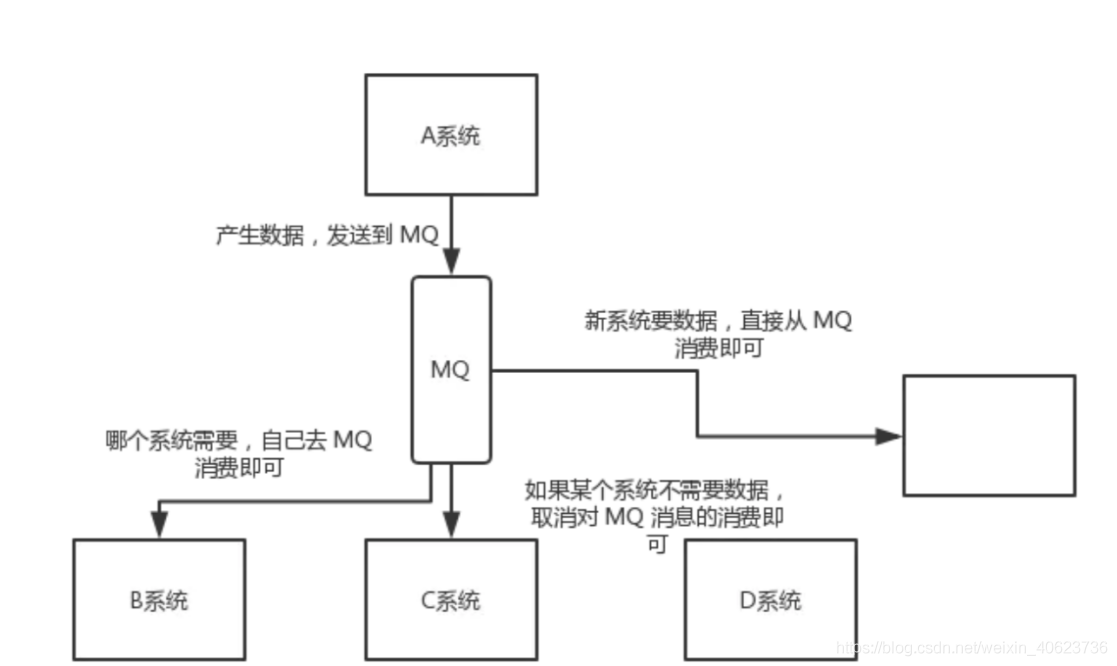 A系统
产生数据，发送到 MQ
新系统要数据，直接从 MQ
消费即可
MQ
哪个系统需要，自己去 MQ
消费即可
如果某个系统不需要数据，
取消对 MQ 消息的消费即
可
B系统
C系统
D系统
https://blog.csdn.net/weixin_40623736